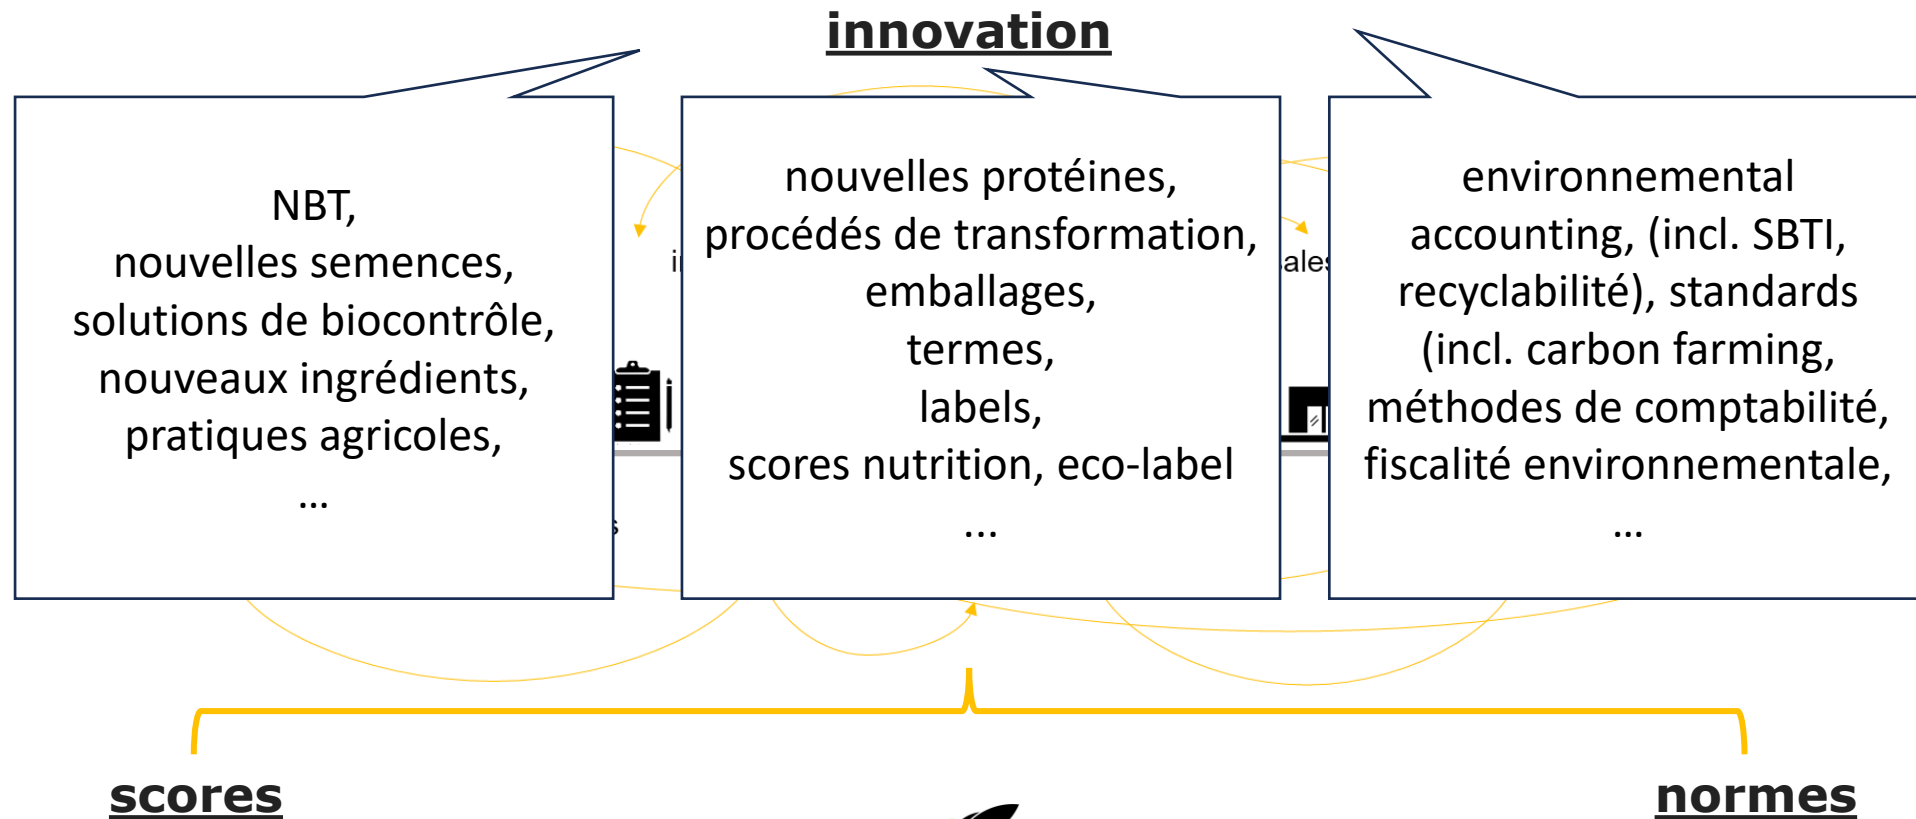 innovation
NBT,
nouvelles semences,
solutions de biocontrôle,
nouveaux ingrédients,
pratiques agricoles,
...
nouvelles protéines,
procédés de transformation,
emballages,
termes,
labels,
scores nutrition, eco-label
...
environnemental
accounting, (incl. SBTI,
recyclabilité), standards
(incl. carbon farming,
méthodes de comptabilité,
fiscalité environnementale,
...
scores
normes